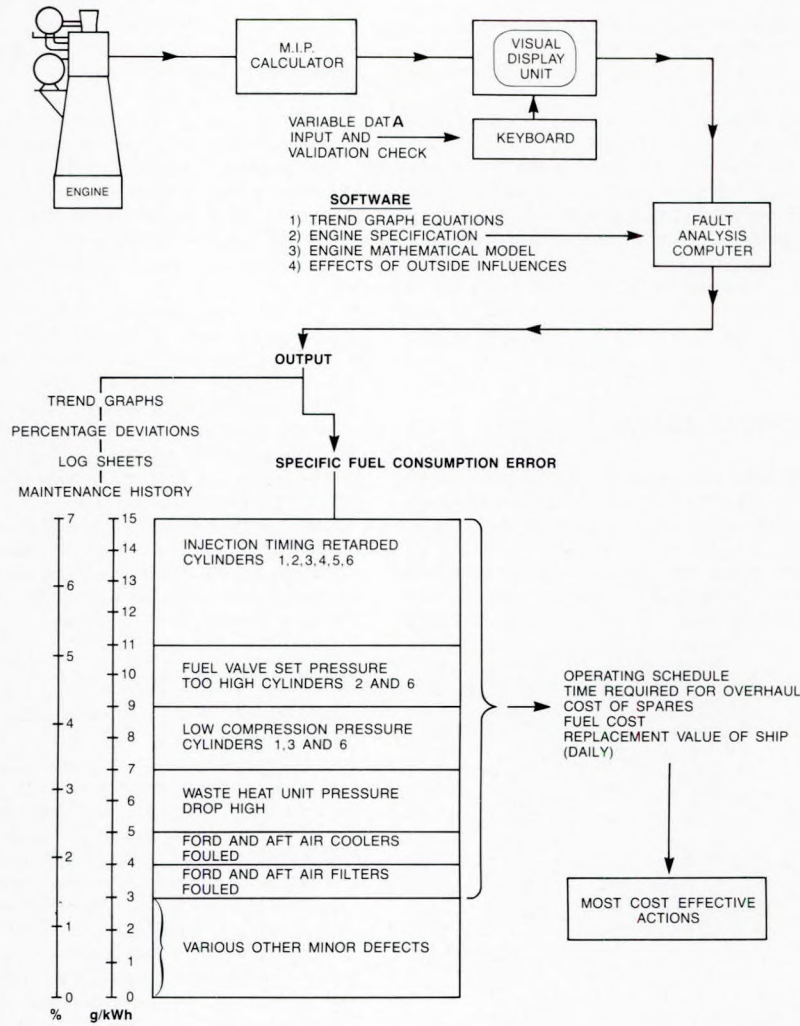 M.I.P.
CALCULATOR
VISUAL
DISPLAY
UNIT
VARIABLE DATA
INPUT AND
VALIDATION CHECK
KEYBOARD
ENGINE
SOFTWARE
1) TREND GRAPH EQUATIONS
2) ENGINE SPECIFICATION
3) ENGINE MATHEMATICAL MODEL
4) EFFECTS OF OUTSIDE INFLUENCES
FAULT
ANALYSIS
COMPUTER
OUTPUT
TREND GRAPHS
PERCENTAGE DEVIATIONS
LOG SHEETS
MAINTENANCE HISTORY
SPECIFIC FUEL CONSUMPTION ERROR
7
6
5
4
3
2
1
0
%
15
14
13
12
11
10
9
8
7
6
5
4
3
2
1
0
g/kWh
INJECTION TIMING RETARDED
CYLINDERS 1,2,3,4,5,6
FUEL VALVE SET PRESSURE
TOO HIGH CYLINDERS 2 AND 6
LOW COMPRESSION PRESSURE
CYLINDERS 1,3 AND 6
WASTE HEAT UNIT PRESSURE
DROP HIGH
FORD AND AFT AIR COOLERS
FOULED
FORD AND AFT AIR FILTERS
FOULED
VARIOUS OTHER MINOR DEFECTS
OPERATING SCHEDULE
TIME REQUIRED FOR OVERHAUL
COST OF SPARES
FUEL COST
REPLACEMENT VALUE OF SHIP
(DAILY)
MOST COST EFFECTIVE
ACTIONS